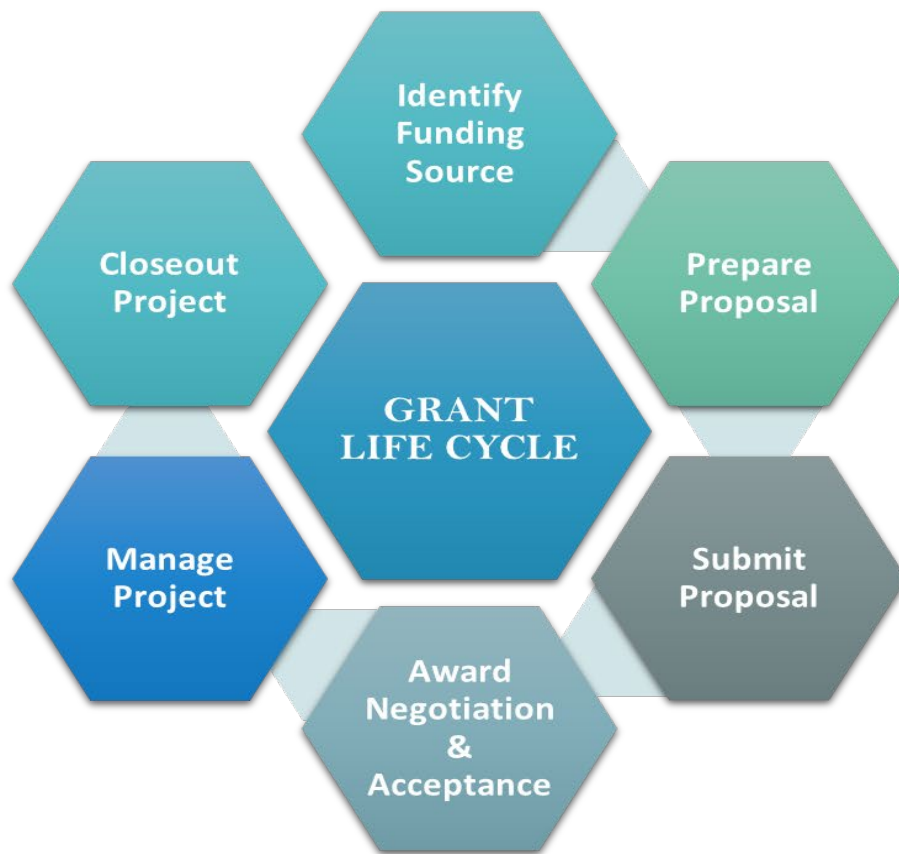 Identify
Funding
Source
Prepare
Proposal
Submit
Proposal
Award
Negotiation
&
Acceptance
Manage
Project
Closeout
Project
GRANT
LIFE CYCLE